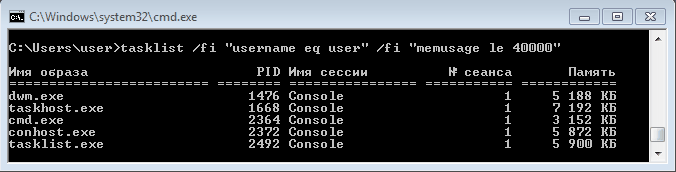 C:\Windows\system32\cmd.exe
C:\Users\user>tasklist /fi "username eq user" /fi "memusage le 40000"
Имя образа                     PID Имя сессии          № сеанса       Память
========================= ======== ================ =========== ============
dwm.exe                       1476 Console                    1     5 188 КБ
taskhost.exe                  1668 Console                    1     7 192 КБ
cmd.exe                       2364 Console                    1     3 152 КБ
conhost.exe                   2372 Console                    1     5 872 КБ
tasklist.exe                  2492 Console                    1     5 900 КБ